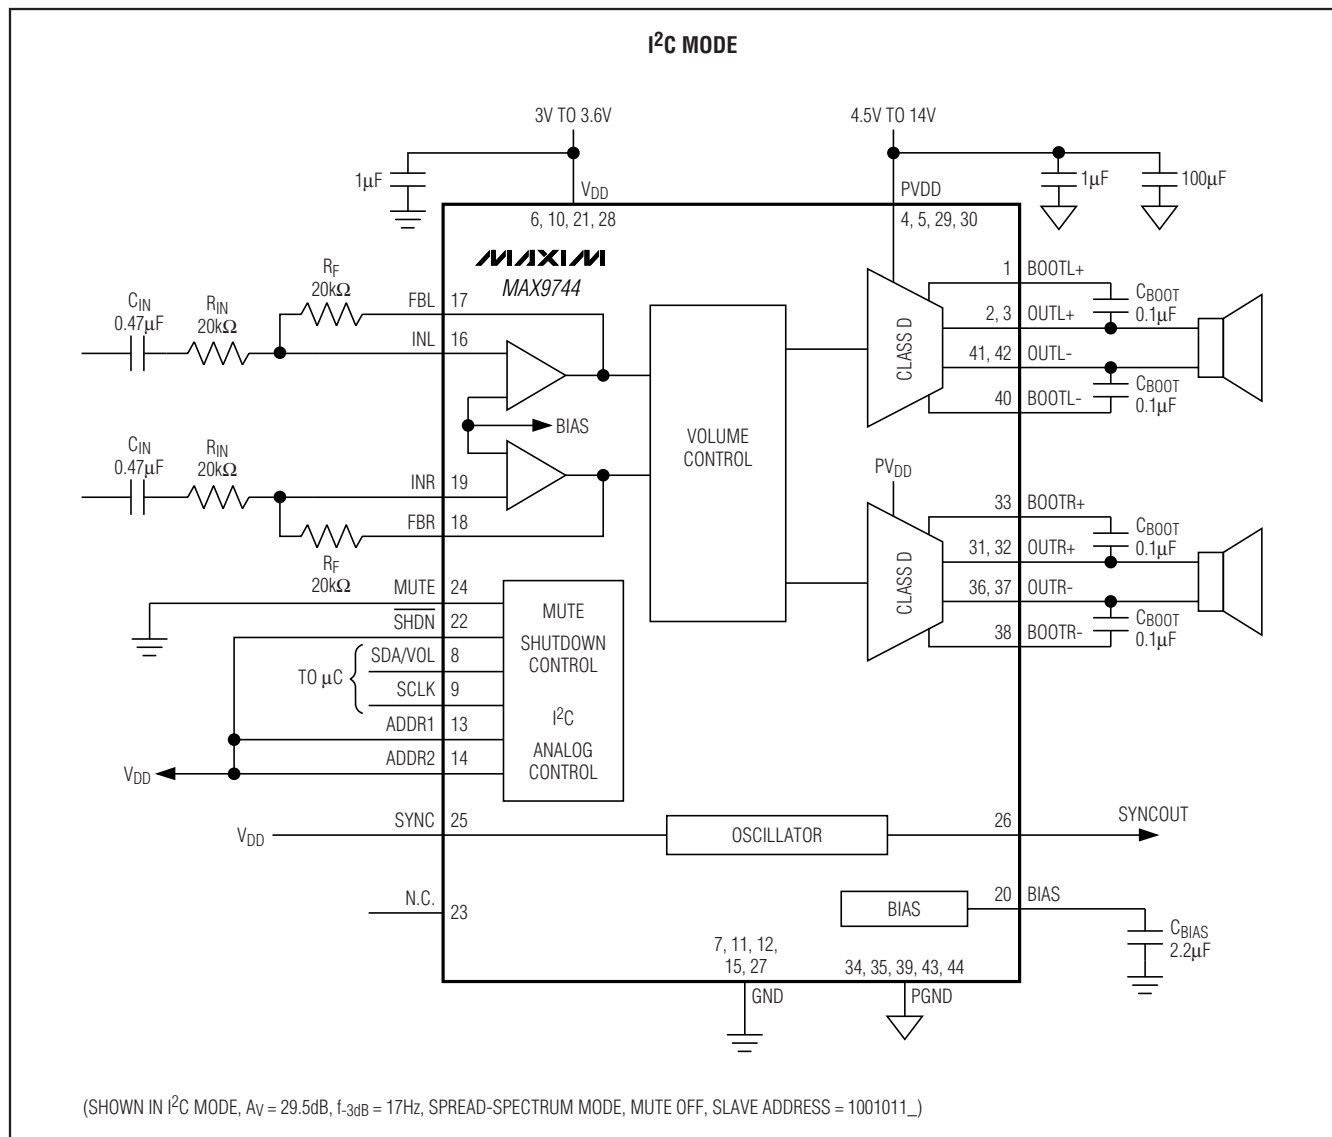 I²C MODE
3V TO 3.6V
4.5V TO 14V
1µF
VDD
6, 10, 21, 28
PVDD
4, 5, 29, 30
1µF
100µF
MAXIM
MAX9744
CIN
0.47µF
RIN
20kΩ
RF
20kΩ
FBL
17
INL
16
BIAS
CIN
0.47µF
RIN
20kΩ
INR
19
FBR
18
RF
20kΩ
VOLUME
CONTROL
CLASS D
1
BOOTL+
2, 3
OUTL+
41, 42
OUTL-
40
BOOTL-
CBOOT
0.1µF
CBOOT
0.1µF
PVDD
CLASS D
33
BOOTR+
31, 32
OUTR+
36, 37
OUTR-
38
BOOTR-
CBOOT
0.1µF
CBOOT
0.1µF
MUTE
24
SHDN
22
SDA/VOL
8
TO µC
SCLK
9
ADDR1
13
ADDR2
14
VDD
MUTE
SHUTDOWN
CONTROL
I²C
ANALOG
CONTROL
VDD
SYNC
25
OSCILLATOR
26
SYNCOUT
N.C.
23
BIAS
20
BIAS
CBIAS
2.2µF
7, 11, 12,
15, 27
GND
34, 35, 39, 43, 44
PGND
(SHOWN IN I²C MODE, AV = 29.5dB, f-3dB = 17Hz, SPREAD-SPECTRUM MODE, MUTE OFF, SLAVE ADDRESS = 1001011_)